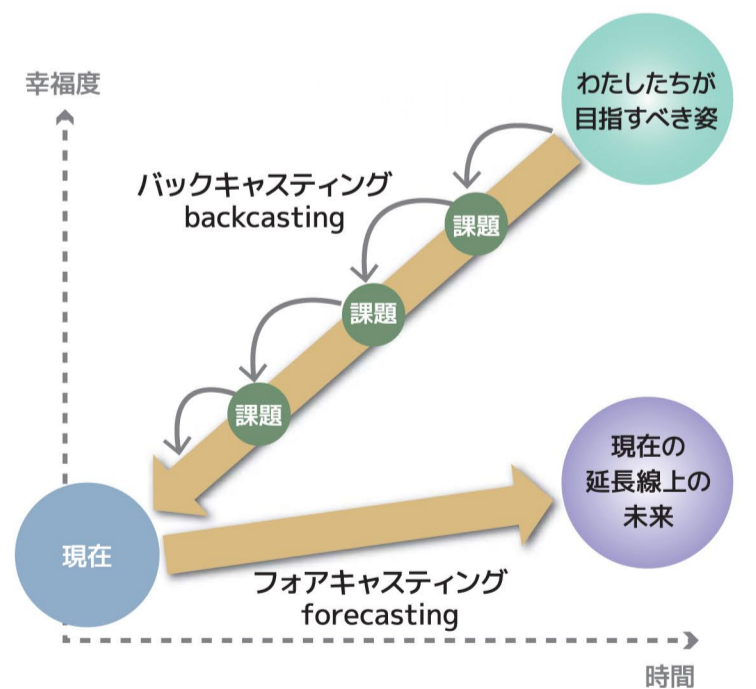 幸福度
わたしたちが
目指すべき姿
バックキャスティング
backcasting
課題
課題
課題
現在の
延長線上の
未来
現在
フォアキャスティング
forecasting
時間